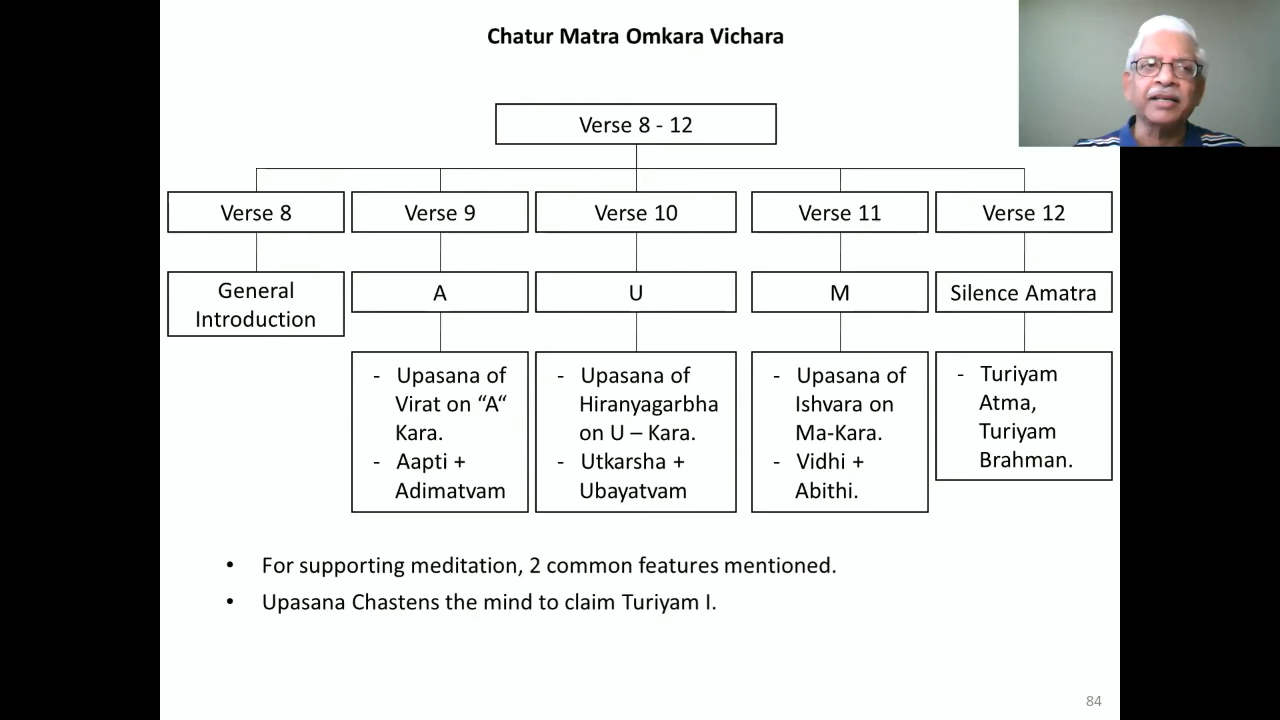 Chatur Matra Omkara Vichara
Verse 8 - 12
Verse 8
Verse 9
Verse 10
Verse 11
Verse 12
General
Introduction
A
U
M
Silence Amatra
- Upasana of
Virat on “A“
Kara.
- Aapti +
Adimatvam
- Upasana of
Hiranyagarbha
on U – Kara.
- Utkarsha +
Ubayatvam
- Upasana of
Ishvara on
Ma-Kara.
- Vidhi +
Abithi.
- Turiyam
Atma,
Turiyam
Brahman.
• For supporting meditation, 2 common features mentioned.
• Upasana Chastens the mind to claim Turiyam I.
84